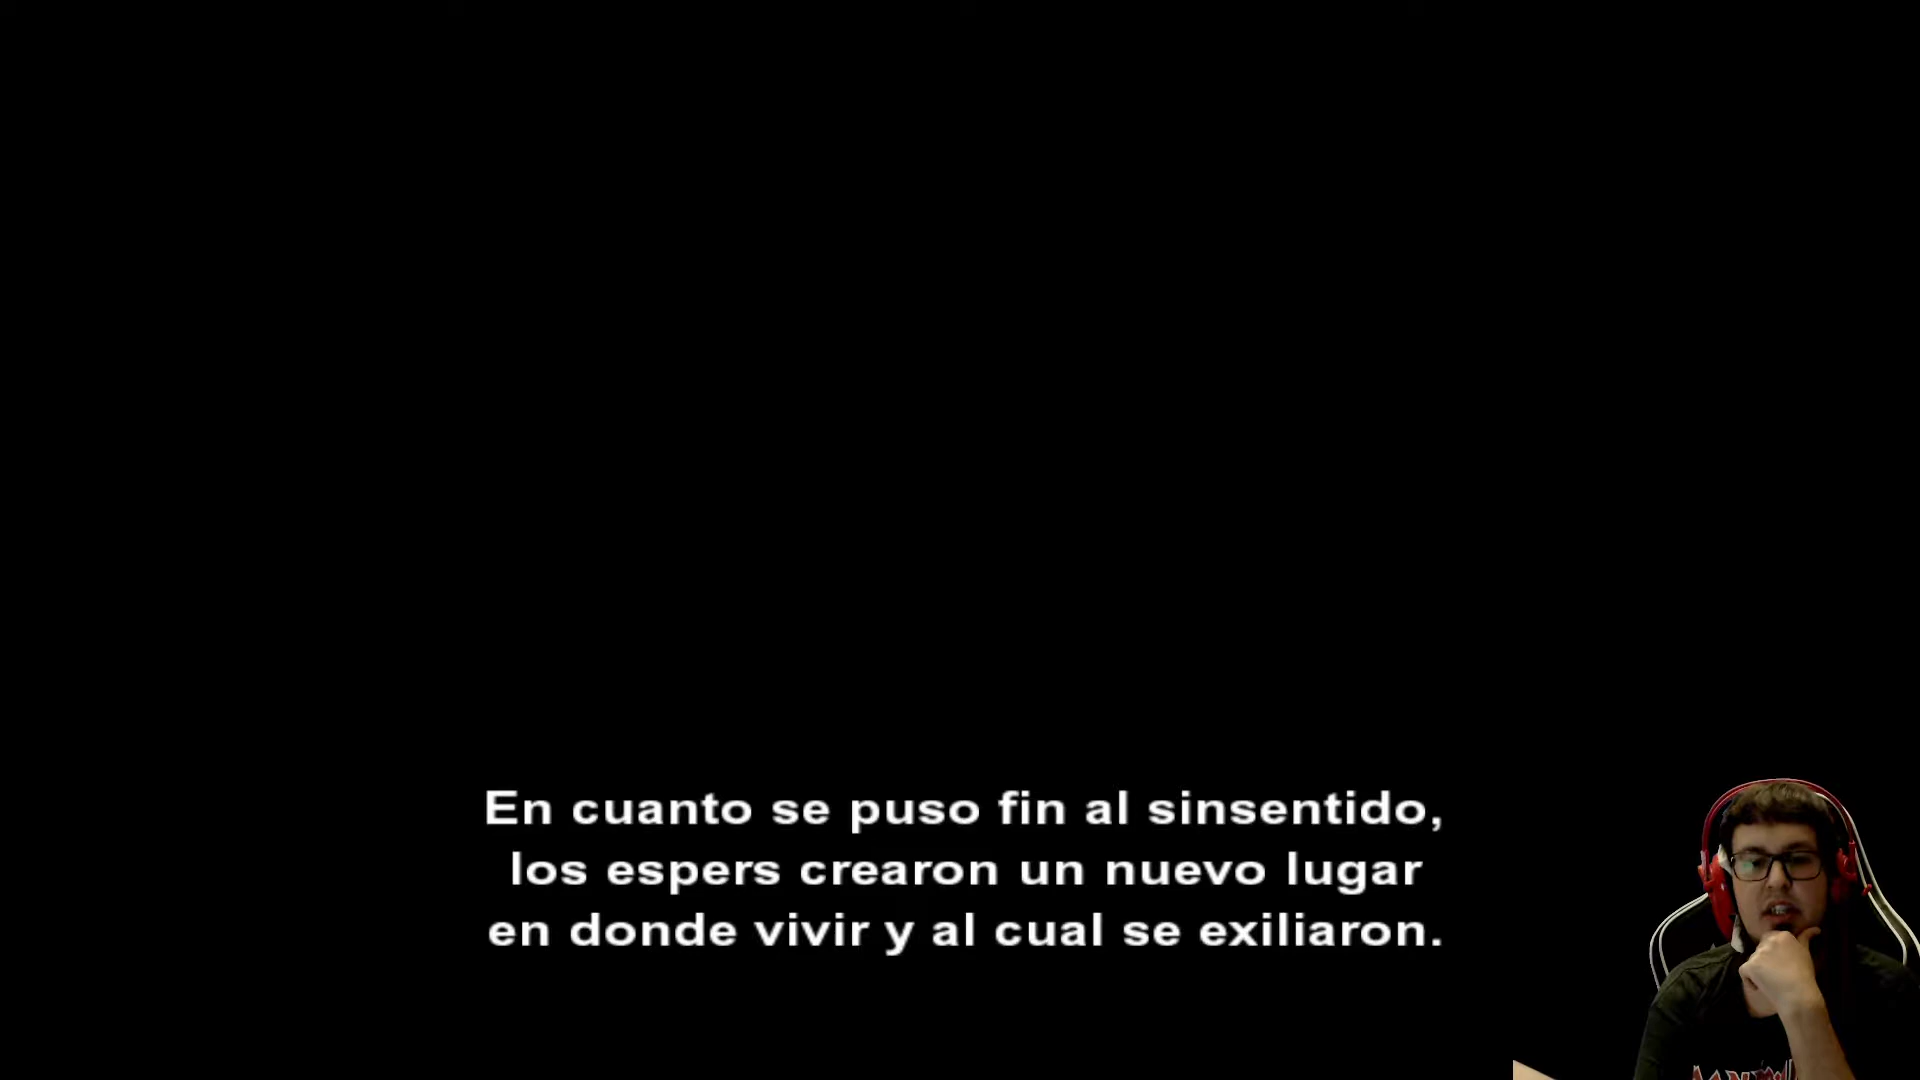 En cuanto se puso fin al sinsentido,
los espers crearon un nuevo lugar
en donde vivir y al cual se exiliaron.